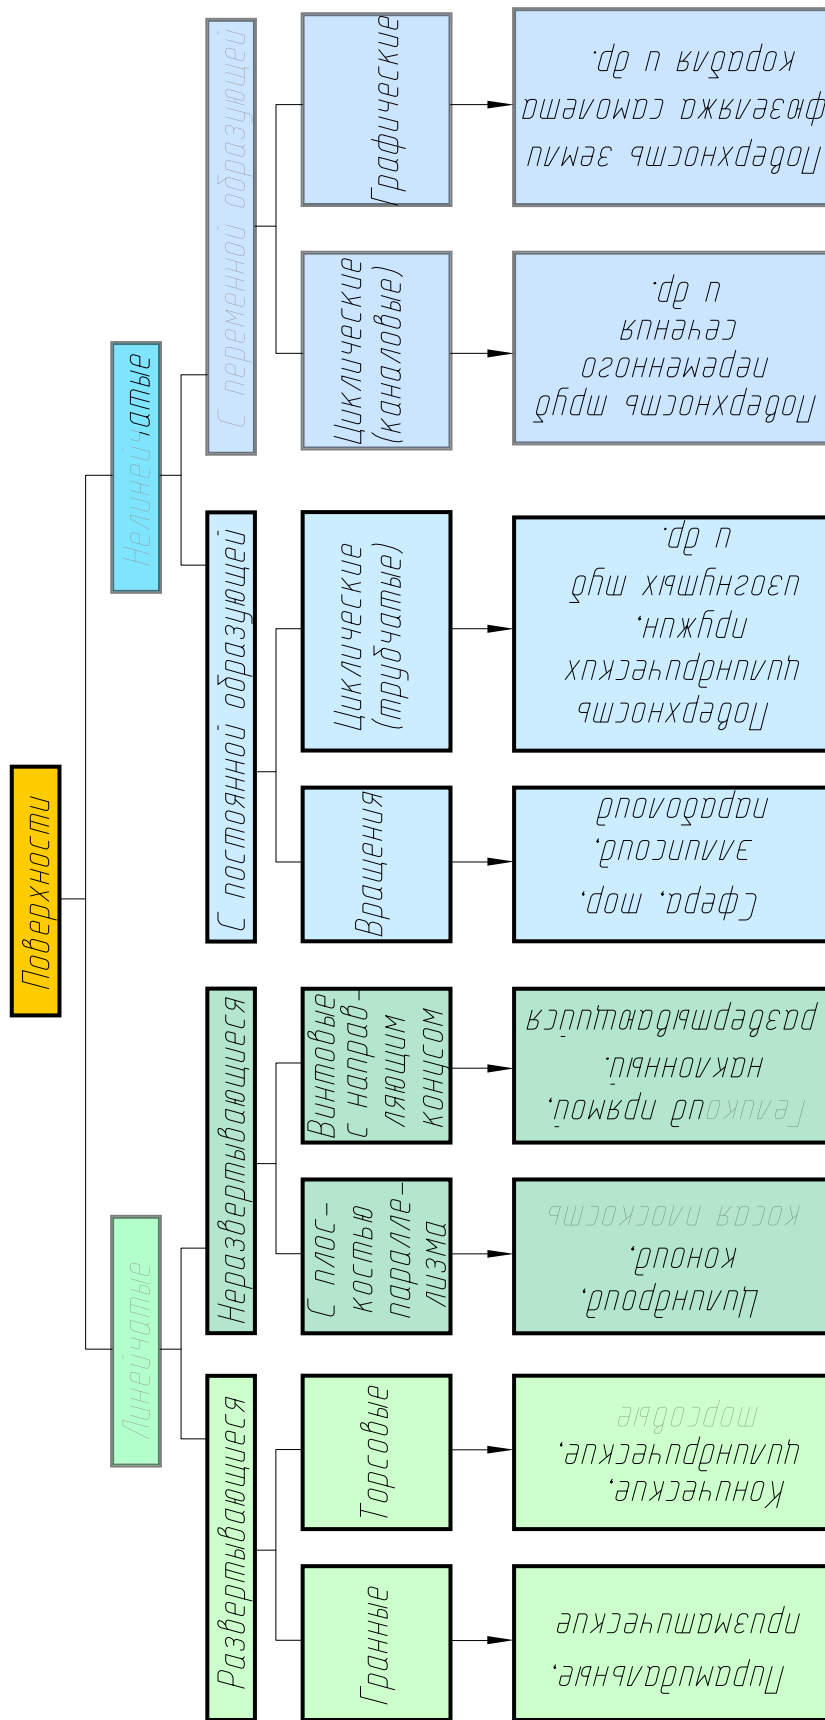 Поверхности
Линейчатые
Нелинейчатые
Развертывающиеся
Неразвертывающиеся
С постоянной образующей
С переменной образующей
Гранные
Торсовые
С плос-
костью
паралле-
лизма
Винтовые
С направ-
ляющим
конусом
Вращения
Циклические
(трубчатые)
Циклические
(каналовые)
Графические
Пирамидальные,
призматические
Конические,
цилиндрические,
торсовые
Цилиндроид,
коноид,
косая плоскость
Геликоид прямой,
наклонный.
развертывающийся
Сфера, тор,
эллипсоид,
параболоид
Поверхность
цилиндрических
пружин,
изогнутых туб
и др.
Поверхность труб
переменного
сечения
и др.
Поверхность земли
фюзеляжа самолета
корабля и др.